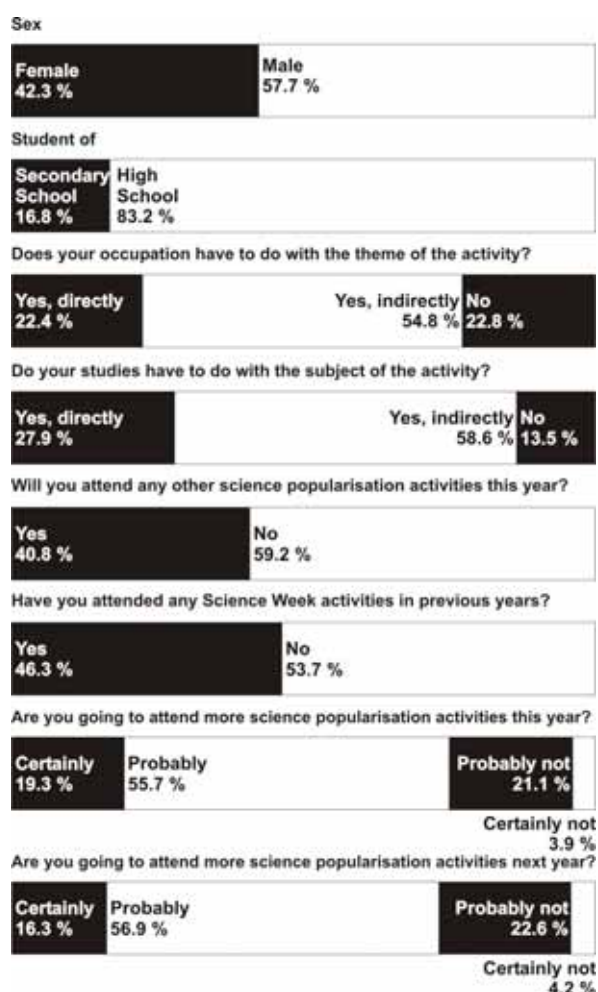 Sex
Female Male
42.3 % 57.7 %
Student of
Secondary High
School School
16.8 % 83.2 %
Does your occupation have to do with the theme of the activity?
Yes, directly Yes, indirectly No
22.4 % 54.8 % 22.8 %
Do your studies have to do with the subject of the activity?
Yes, directly Yes, indirectly No
27.9 % 58.6 % 13.5 %
Will you attend any other science popularisation activities this year?
Yes No
40.8 % 59.2 %
Have you attended any Science Week activities in previous years?
Yes No
46.3 % 53.7 %
Are you going to attend more science popularisation activities this year?
Certainly Probably Probably not
19.3 % 55.7 % 21.1 %
Certainly not
3.9 %
Are you going to attend more science popularisation activities next year?
Certainly Probably Probably not
16.3 % 56.9 % 22.6 %
Certainly not
4.2 %